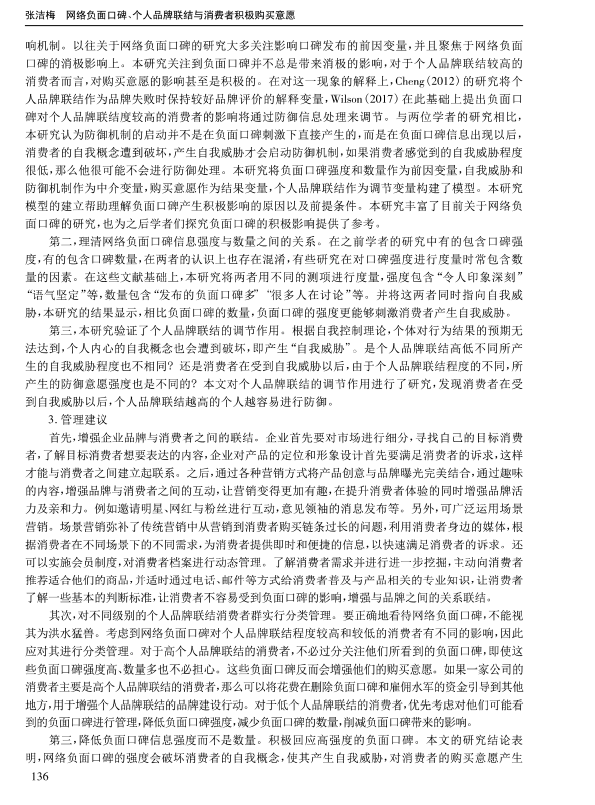 张洁梅 网络负面口碑、个人品牌联结与消费者积极购买意愿
响机制。以往关于网络负面口碑的研究大多关注影响口碑发布的前因变量,并且聚焦于网络负面
口碑的消极影响上。本研究关注到负面口碑并不总是带来消极的影响,对于个人品牌联结较高的
消费者而言,对购买意愿的影响甚至是积极的。在对这一现象的解释上,Cheng(2012)的研究将个
人品牌联结作为品牌失败时保持较好品牌评价的解释变量,Wilson(2017)在此基础上提出负面口
碑对个人品牌联结度较高的消费者的影响将通过防御信息处理来调节。与两位学者的研究相比,
本研究认为防御机制的启动并不是在负面口碑刺激下直接产生的,而是在负面口碑信息出现以后,
消费者的自我概念遭到破坏,产生自我威胁才会启动防御机制,如果消费者感觉到的自我威胁程度
很低,那么他很可能不会进行防御处理。本研究将负面口碑强度和数量作为前因变量,自我威胁和
防御机制作为中介变量,购买意愿作为结果变量,个人品牌联结作为调节变量构建了模型。本研究
模型的建立帮助理解负面口碑产生积极影响的原因以及前提条件。本研究丰富了目前关于网络负
面口碑的研究,也为之后学者们探究负面口碑的积极影响提供了参考。
第二,理清网络负面口碑信息强度与数量之间的关系。在之前学者的研究中有的包含口碑强
度,有的包含口碑数量,在两者的认识上也存在混淆,有些研究在对口碑强度进行度量时常包含数
量的因素。在这些文献基础上,本研究将两者用不同的测项进行度量,强度包含“令人印象深刻”
“语气坚定”等,数量包含“发布的负面口碑多”“很多人在讨论”等。并将这两者同时指向自我威
胁,本研究的结果显示,相比负面口碑的数量,负面口碑的强度更能够刺激消费者产生自我威胁。
第三,本研究验证了个人品牌联结的调节作用。根据自我控制理论,个体对行为结果的预期无
法达到,个人内心的自我概念也会遭到破坏,即产生“自我威胁”。是个人品牌联结高低不同所产
生的自我威胁程度也不相同?还是消费者在受到自我威胁以后,由于个人品牌联结程度的不同,所
产生的防御意愿强度也是不同的?本文对个人品牌联结的调节作用进行了研究,发现消费者在受
到自我威胁以后,个人品牌联结越高的个人越容易进行防御。
3. 管理建议
首先,增强企业品牌与消费者之间的联结。企业首先要对市场进行细分,寻找自己的目标消费
者,了解目标消费者想要表达的内容,企业对产品的定位和形象设计首先要满足消费者的诉求,这样
才能与消费者之间建立起联系。之后,通过各种营销方式将产品创意与品牌曝光完美结合,通过趣味
的内容,增强品牌与消费者之间的互动,让营销变得更加有趣,在提升消费者体验的同时增强品牌活
力及亲和力。例如邀请明星、网红与粉丝进行互动,意见领袖的消息发布等。另外,可广泛运用场景
营销。场景营销弥补了传统营销中从营销到消费者购买链条过长的问题,利用消费者身边的媒体,根
据消费者在不同场景下的不同需求,为消费者提供即时和便捷的信息,以快速满足消费者的诉求。还
可以实施会员制度,对消费者档案进行动态管理。了解消费者需求并进行进一步挖掘,主动向消费者
推荐适合他们的商品,并适时通过电话、邮件等方式给消费者普及与产品相关的专业知识,让消费者
了解一些基本的判断标准,让消费者不容易受到负面口碑的影响,增强与品牌之间的关系联结。
其次,对不同级别的个人品牌联结消费者群实行分类管理。要正确地看待网络负面口碑,不能视
其为洪水猛兽。考虑到网络负面口碑对个人品牌联结程度较高和较低的消费者有不同的影响,因此
应对其进行分类管理。对于高个人品牌联结的消费者,不必过分关注他们所看到的负面口碑,即使这
些负面口碑强度高、数量多也不必担心。这些负面口碑反而会增强他们的购买意愿。如果一家公司的
消费者主要是高个人品牌联结的消费者,那么可以将花费在删除负面口碑和雇佣水军的资金引导到其他
地方,用于增强个人品牌联结的品牌建设行动。对于低个人品牌联结的消费者,优先考虑对他们可能看
到的负面口碑进行管理,降低负面口碑强度,减少负面口碑的数量,削减负面口碑带来的影响。
第三,降低负面口碑信息强度而不是数量。积极回应高强度的负面口碑。本文的研究结论表
明,网络负面口碑的强度会破坏消费者的自我概念,使其产生自我威胁,对消费者的购买意愿产生
136